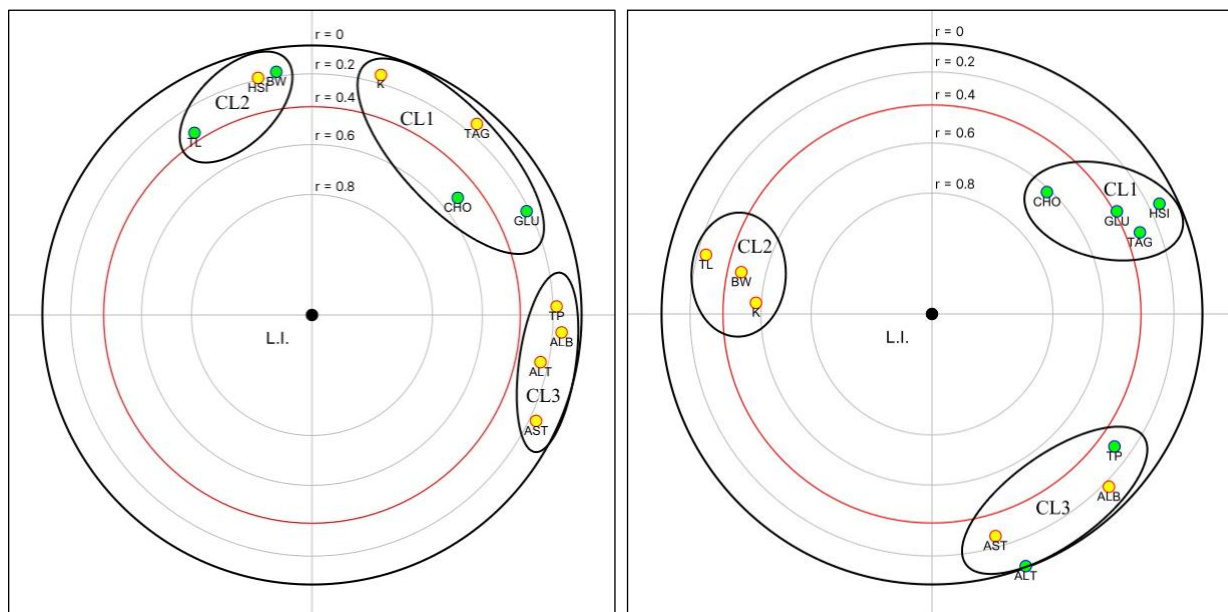 r = 0
r = 0.2
K
HSI
BW
CL2
r = 0.4
CL1
TAG
TL
r = 0.6
r = 0.8
CHO
GLU
TP
L.I.
ALB
ALT
CL3
AST
r = 0
r = 0.2
r = 0.4
r = 0.6
r = 0.8
CL1
CHO
HSI
GLU
TAG
CL2
TL
BW
K
L.I.
TP
ALB
CL3
AST
ALT